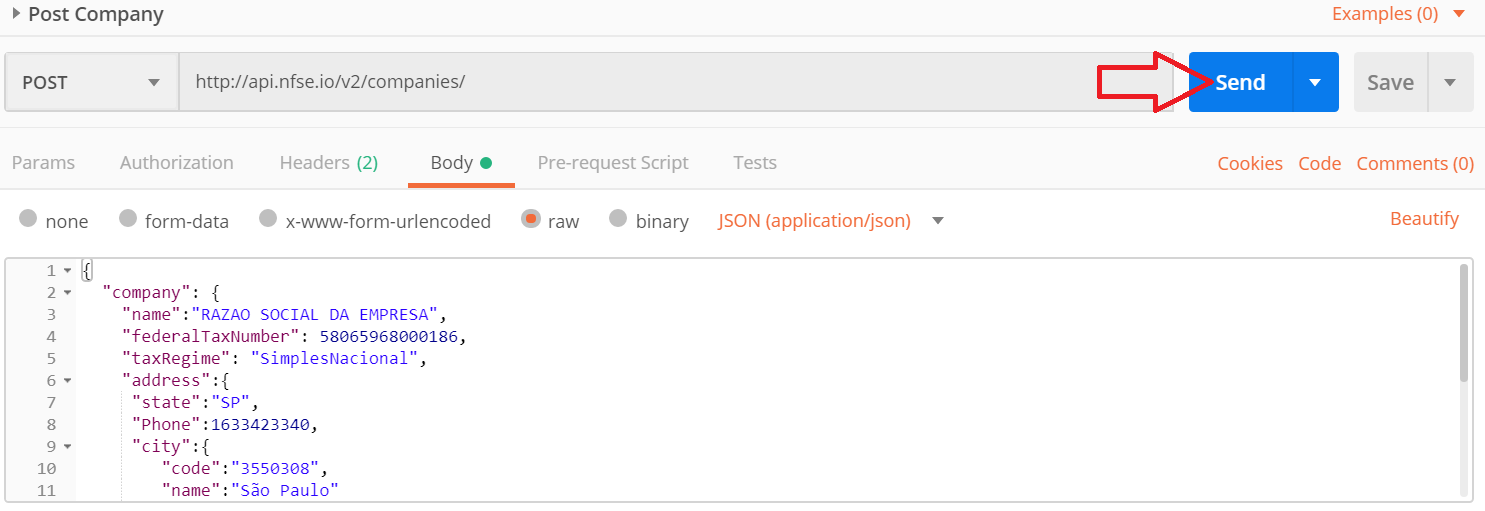 Post Company
Examples (0)
POST
http://api.nfse.io/v2/companies/
Send
Save
Params Authorization Headers (2) Body Pre-request Script Tests
Cookies Code Comments (0)
none form-data x-www-form-urlencoded raw binary JSON (application/json)
Beautify
1 {
2 "company": {
3 "name":"RAZAO SOCIAL DA EMPRESA",
4 "federalTaxNumber": 58065968000186,
5 "taxRegime": "SimplesNacional",
6 "address":{
7 "state":"SP",
8 "Phone":1633423340,
9 "city":{
10 "code":"3550308",
11 "name":"São Paulo"